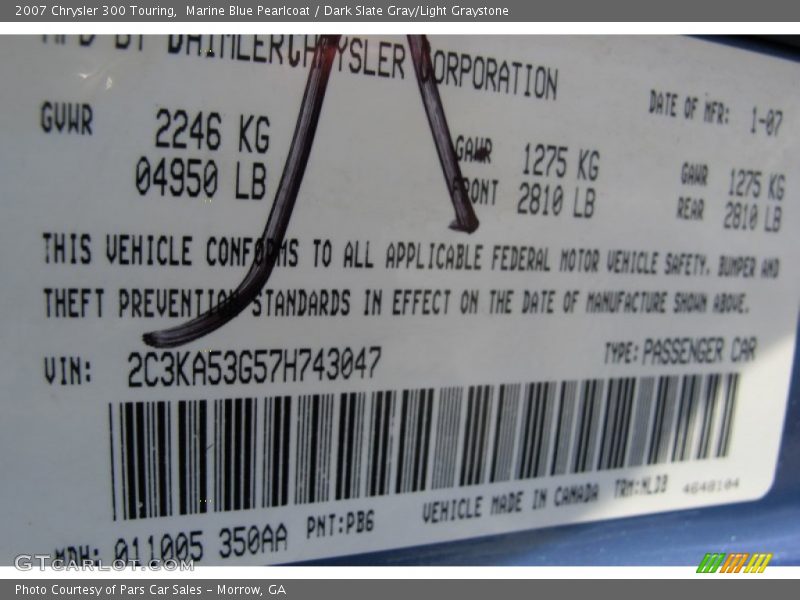 2007 Chrysler 300 Touring,  Marine Blue Pearlcoat / Dark Slate Gray/Light Graystone
MFD BY DAIMLERCHRYSLER CORPORATION
DATE OF MFR: 1-07
GVWR 2246 KG
04950 LB
GAWR FRONT 1275 KG
2810 LB
GAWR REAR 1275 KG
2810 LB
THIS VEHICLE CONFORMS TO ALL APPLICABLE FEDERAL MOTOR VEHICLE SAFETY, BUMPER AND
THEFT PREVENTION STANDARDS IN EFFECT ON THE DATE OF MANUFACTURE SHOWN ABOVE.
VIN: 2C3KA53G57H743047 TYPE: PASSENGER CAR
MDH: 011005 350AA PNT:PB6 VEHICLE MADE IN CANADA TRM:NLD8 4648104
GTCarLot.com
Photo Courtesy of Pars Car Sales - Morrow, GA